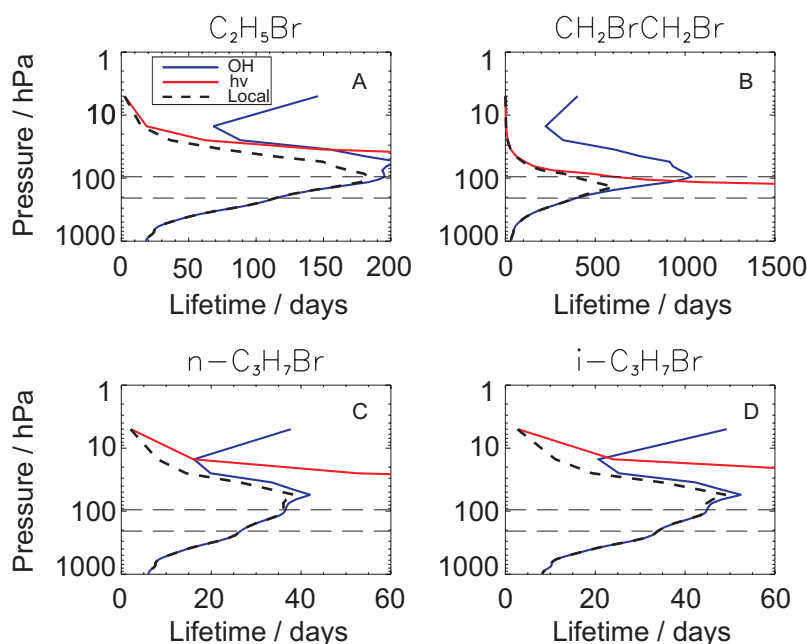 C₂H₅Br
CH₂BrCH₂Br
Pressure / hPa
1
10
100
1000
OH
hv
Local
A
0
50
100
150
200
Lifetime / days
1
10
100
1000
B
0
500
1000
1500
Lifetime / days
n−C₃H₇Br
i−C₃H₇Br
Pressure / hPa
1
10
100
1000
C
0
20
40
60
Lifetime / days
1
10
100
1000
D
0
20
40
60
Lifetime / days